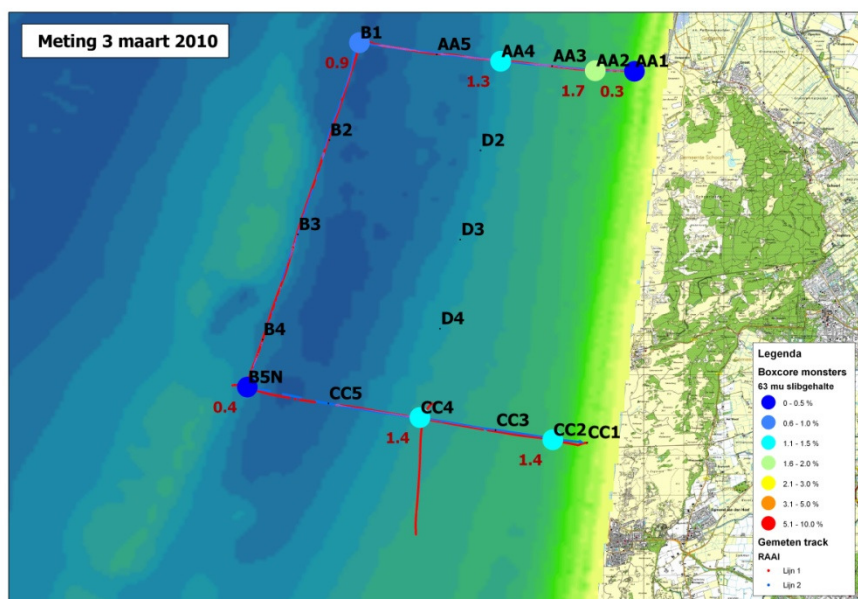 Meting 3 maart 2010
B1
AA5
AA4
AA3
AA2
AA1
0.9
1.3
1.7
0.3
B2
D2
B3
D3
B4
D4
B5N
CC5
CC4
CC3
CC2
CC1
0.4
1.4
1.4
Legenda
Boxcore monsters
63 mu slibgehalte
0 - 0.5 %
0.6 - 1.0 %
1.1 - 1.5 %
1.6 - 2.0 %
2.1 - 3.0 %
3.1 - 5.0 %
5.1 - 10.0 %
Gemeten track
RAAI
Lijn 1
Lijn 2